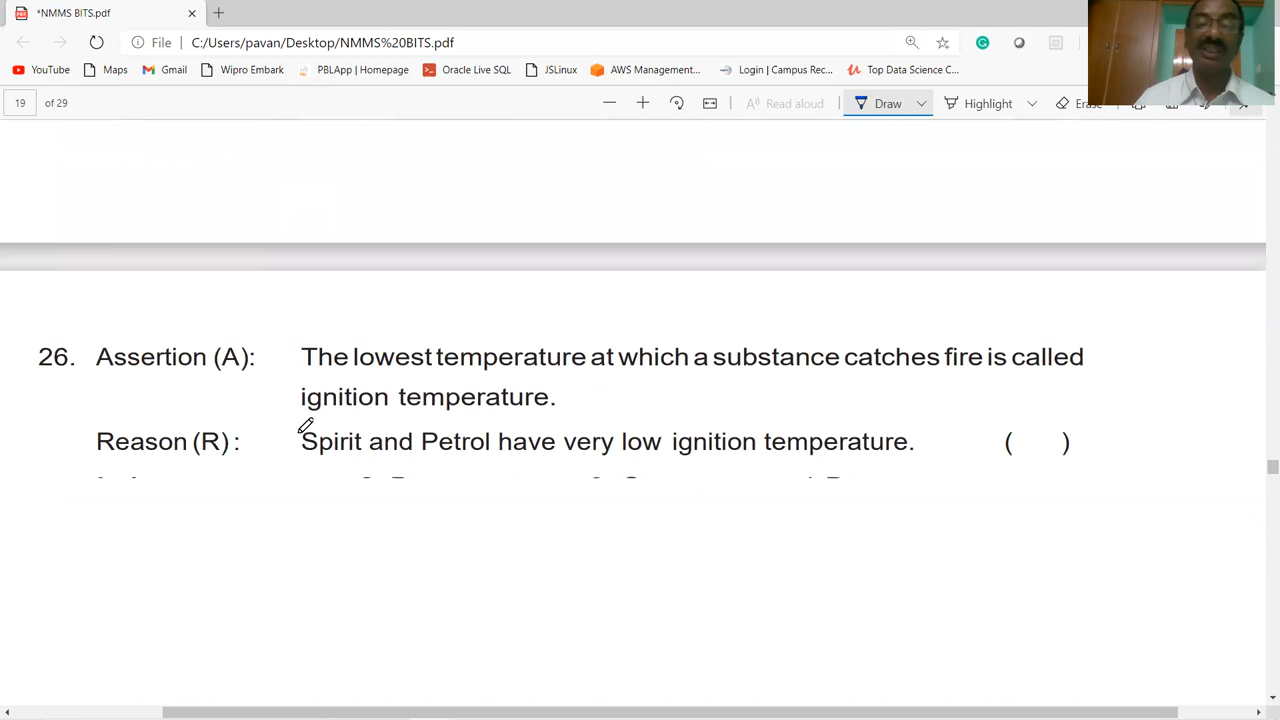 *NMMS BITS.pdf
File C:/Users/pavan/Desktop/NMMS%20BITS.pdf
YouTube Maps Gmail Wipro Embark PBLApp | Homepage Oracle Live SQL JSLinux AWS Management... Login | Campus Rec... Top Data Science C...
19 of 29 Read aloud Draw Highlight Erase
26. Assertion (A): The lowest temperature at which a substance catches fire is called
ignition temperature.
Reason (R) : Spirit and Petrol have very low ignition temperature. ( )